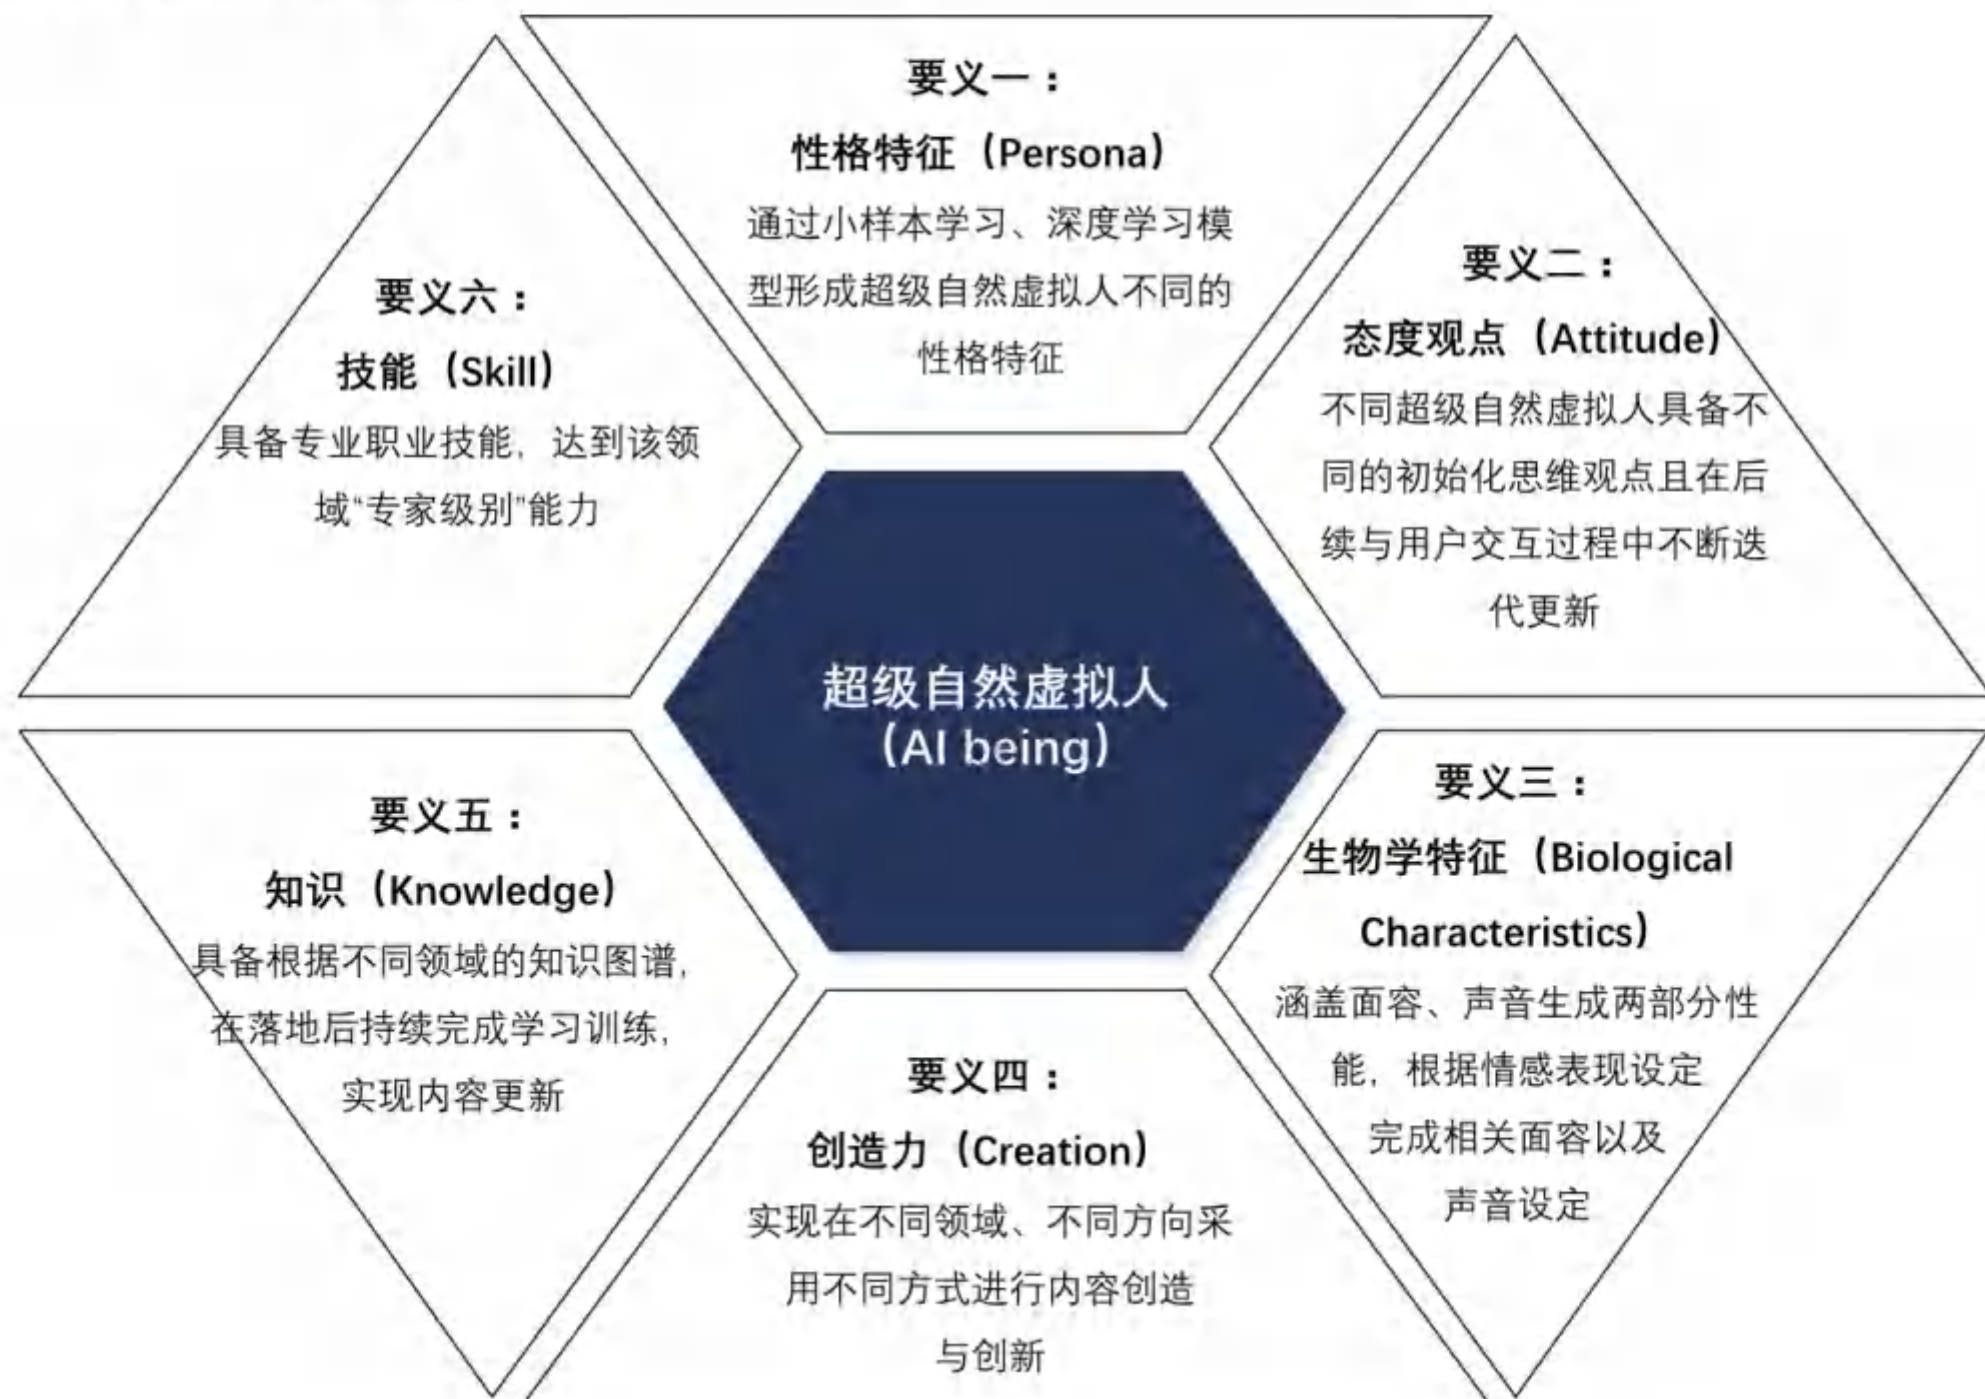 要义一：
性格特征（Persona）
通过小样本学习、深度学习模
型形成超级自然虚拟人不同的
性格特征
要义二：
态度观点（Attitude）
不同超级自然虚拟人具备不
同的初始化思维观点且在后
续与用户交互过程中不断迭
代更新
要义三：
生物学特征（Biological
Characteristics）
涵盖面容、声音生成两部分性
能，根据情感表现设定
完成相关面容以及
声音设定
要义四：
创造力（Creation）
实现在不同领域、不同方向采
用不同方式进行内容创造
与创新
要义五：
知识（Knowledge）
具备根据不同领域的知识图谱，
在落地后持续完成学习训练，
实现内容更新
要义六：
技能（Skill）
具备专业职业技能，达到该领
域“专家级别”能力
超级自然虚拟人
（AI being）